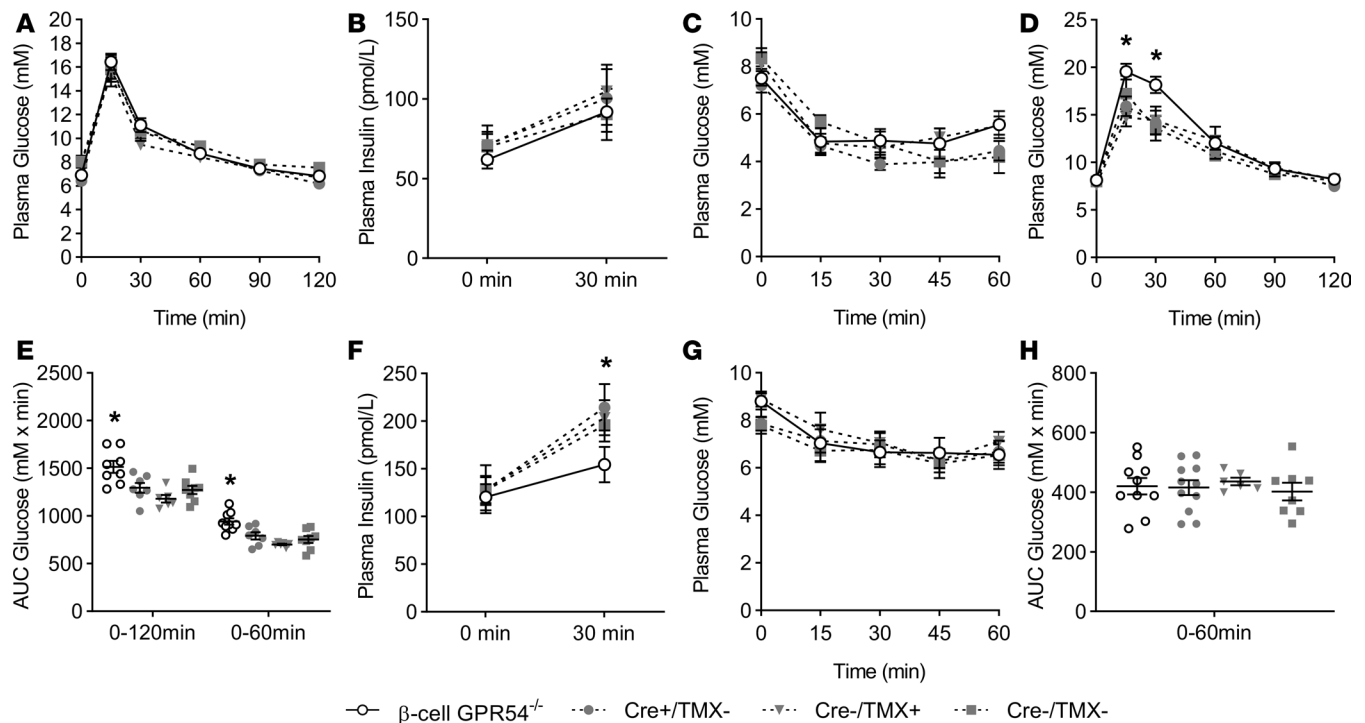 A
Plasma Glucose (mM)
18
16
14
12
10
8
6
4
2
0
0 30 60 90 120
Time (min)
B
Plasma Insulin (pmol/L)
150
100
50
0
0 min 30 min
C
Plasma Glucose (mM)
10
8
6
4
2
0
0 15 30 45 60
Time (min)
D
Plasma Glucose (mM)
25
20
15
10
5
0
* *
0 30 60 90 120
Time (min)
E
AUC Glucose (mM x min)
2500
2000
1500
1000
500
0
*
*
0-120min 0-60min
F
Plasma Insulin (pmol/L)
250
200
150
100
50
0
*
0 min 30 min
G
Plasma Glucose (mM)
10
8
6
4
2
0
0 15 30 45 60
Time (min)
H
AUC Glucose (mM x min)
800
600
400
200
0
0-60min
β-cell GPR54-/- Cre+/TMX- Cre-/TMX+ Cre-/TMX-